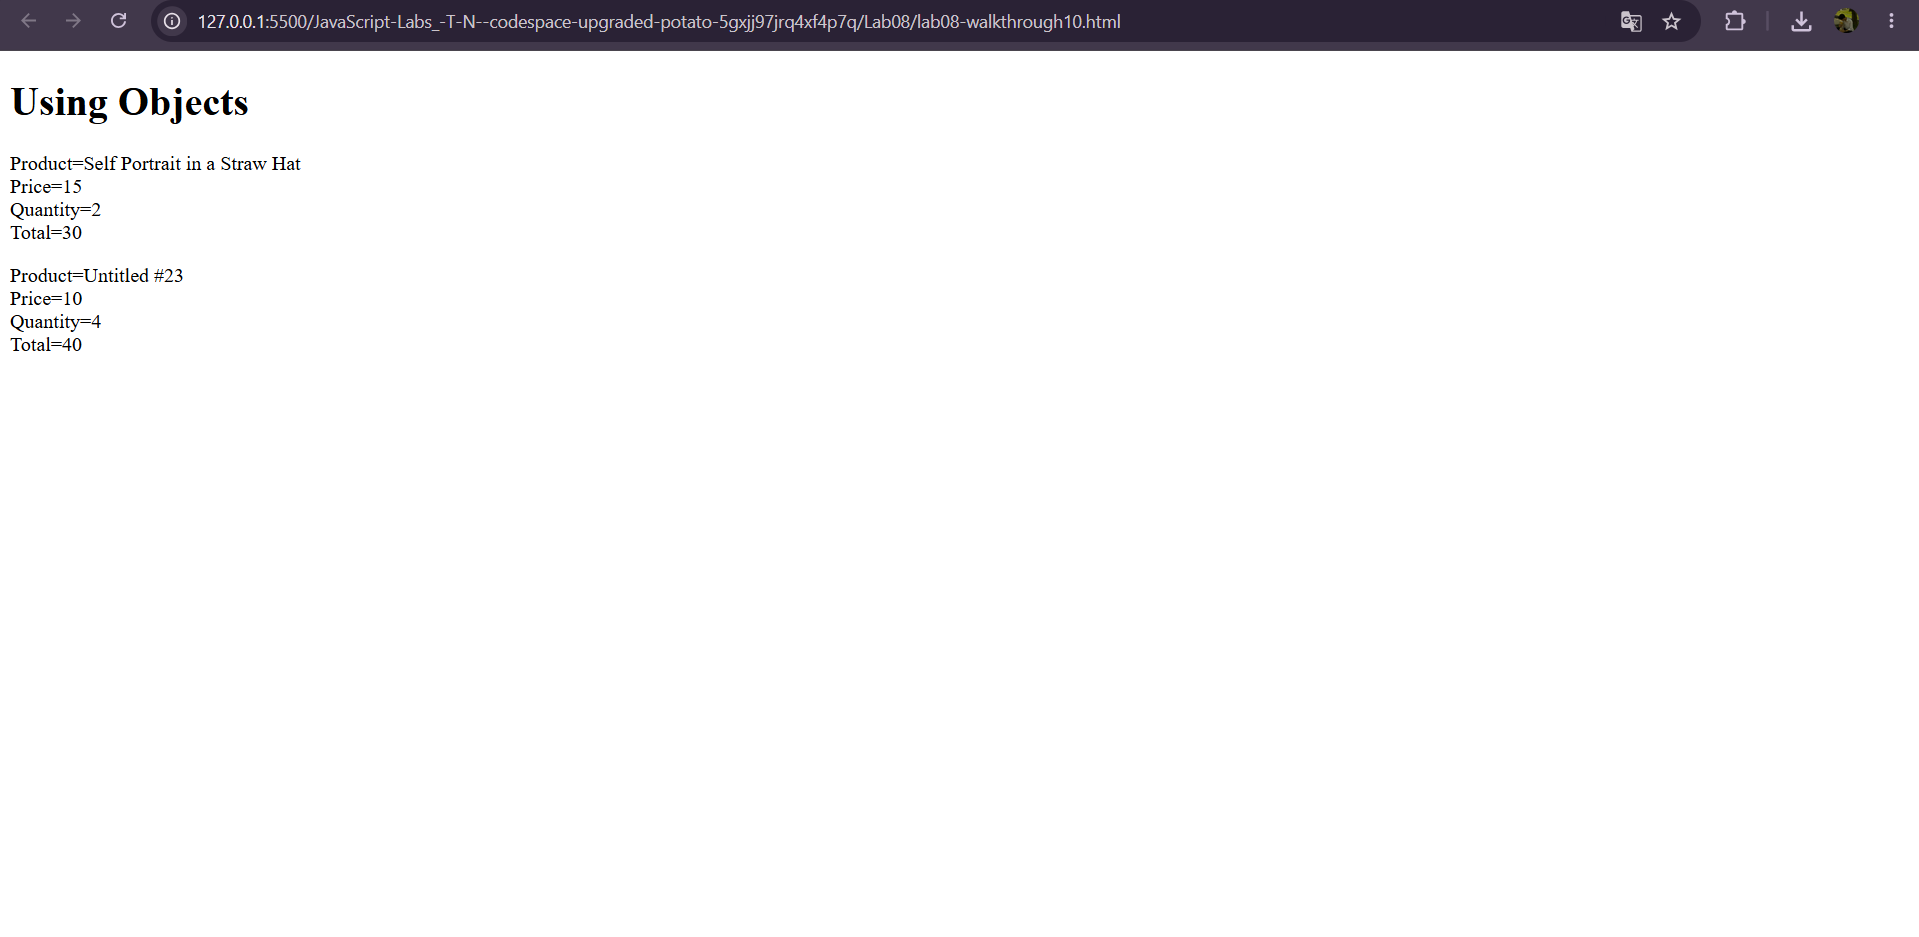 127.0.0.1:5500/JavaScript-Labs_-T-N--codespace-upgraded-potato-5gxjj97jrq4xf4p7q/Lab08/lab08-walkthrough10.html
Using Objects
Product=Self Portrait in a Straw Hat
Price=15
Quantity=2
Total=30
Product=Untitled #23
Price=10
Quantity=4
Total=40